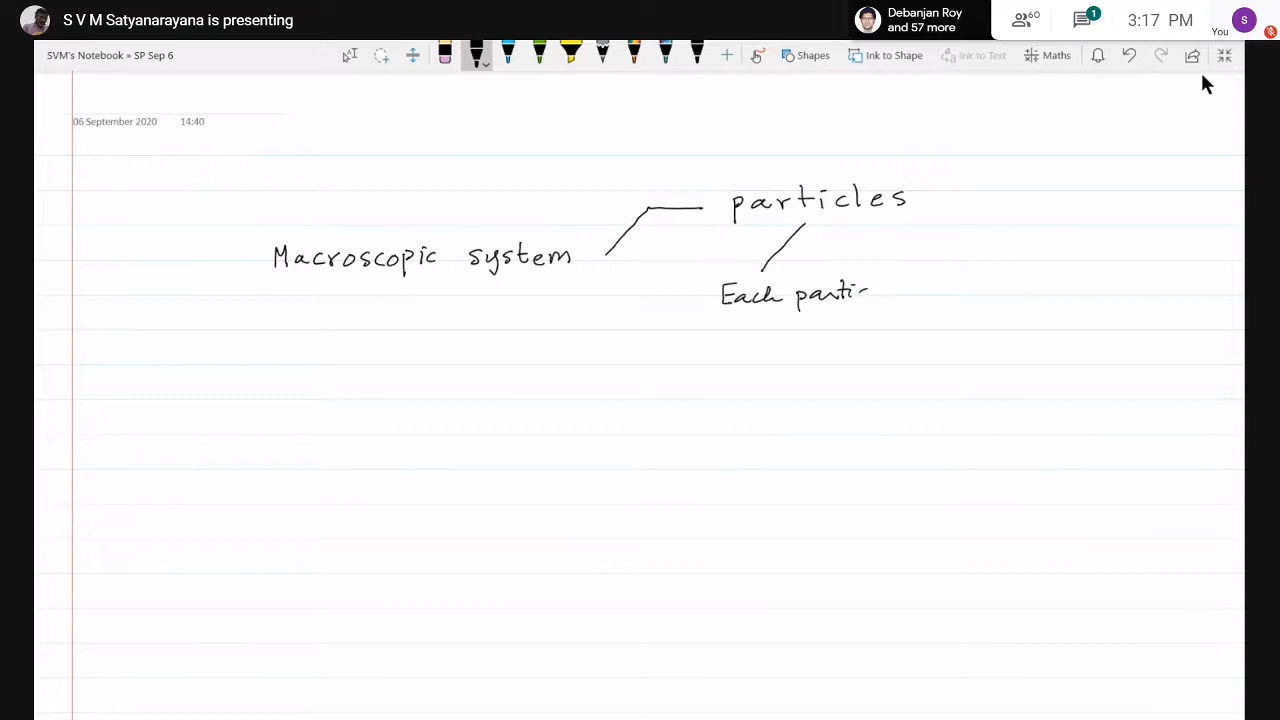 S V M Satyanarayana is presenting
Debanjan Roy
and 57 more
60
1
3:17 PM
S
You
SVM's Notebook » SP Sep 6
Shapes
Ink to Shape
Ink to Text
Maths
06 September 2020 14:40
particles
Macroscopic system
Each parti